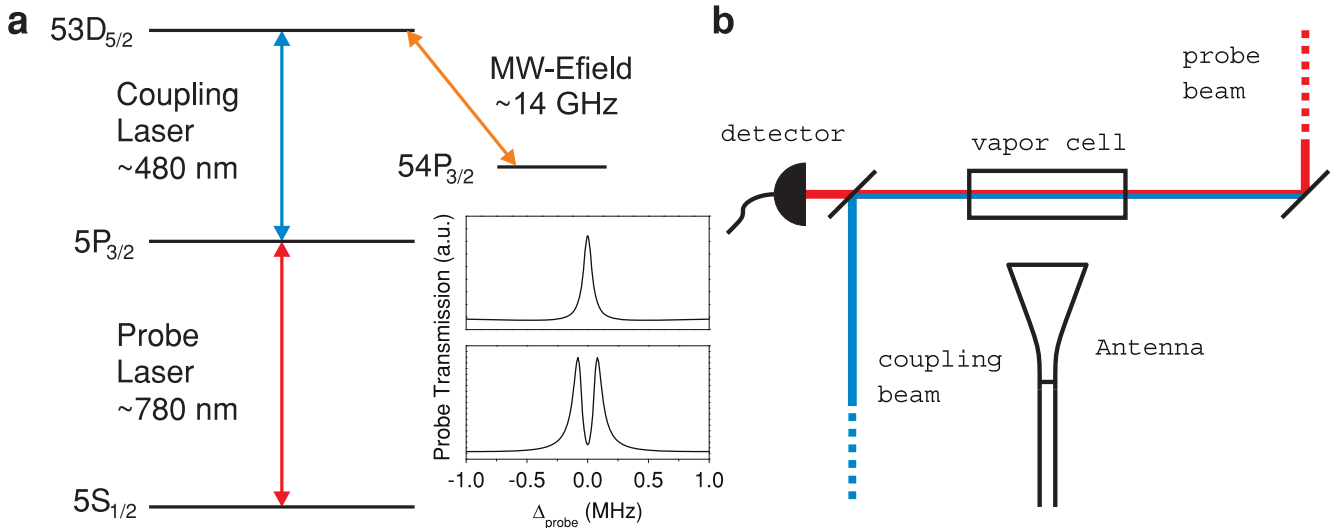 a
53D5/2
Coupling
Laser
~480 nm
MW-Efield
~14 GHz
54P3/2
5P3/2
Probe
Laser
~780 nm
5S1/2
Probe Transmission (a.u.)
-1.0 -0.5 0.0 0.5 1.0
Δprobe (MHz)
b
probe
beam
detector
vapor cell
coupling
beam
Antenna